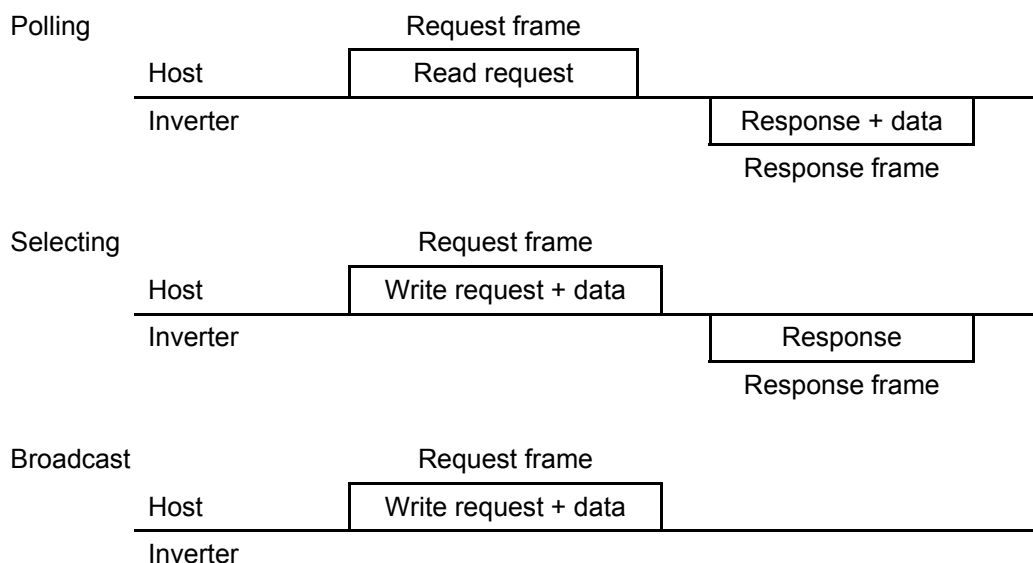 Polling
Request frame
Host
Read request
Inverter
Response + data
Response frame
Selecting
Request frame
Host
Write request + data
Inverter
Response
Response frame
Broadcast
Request frame
Host
Write request + data
Inverter